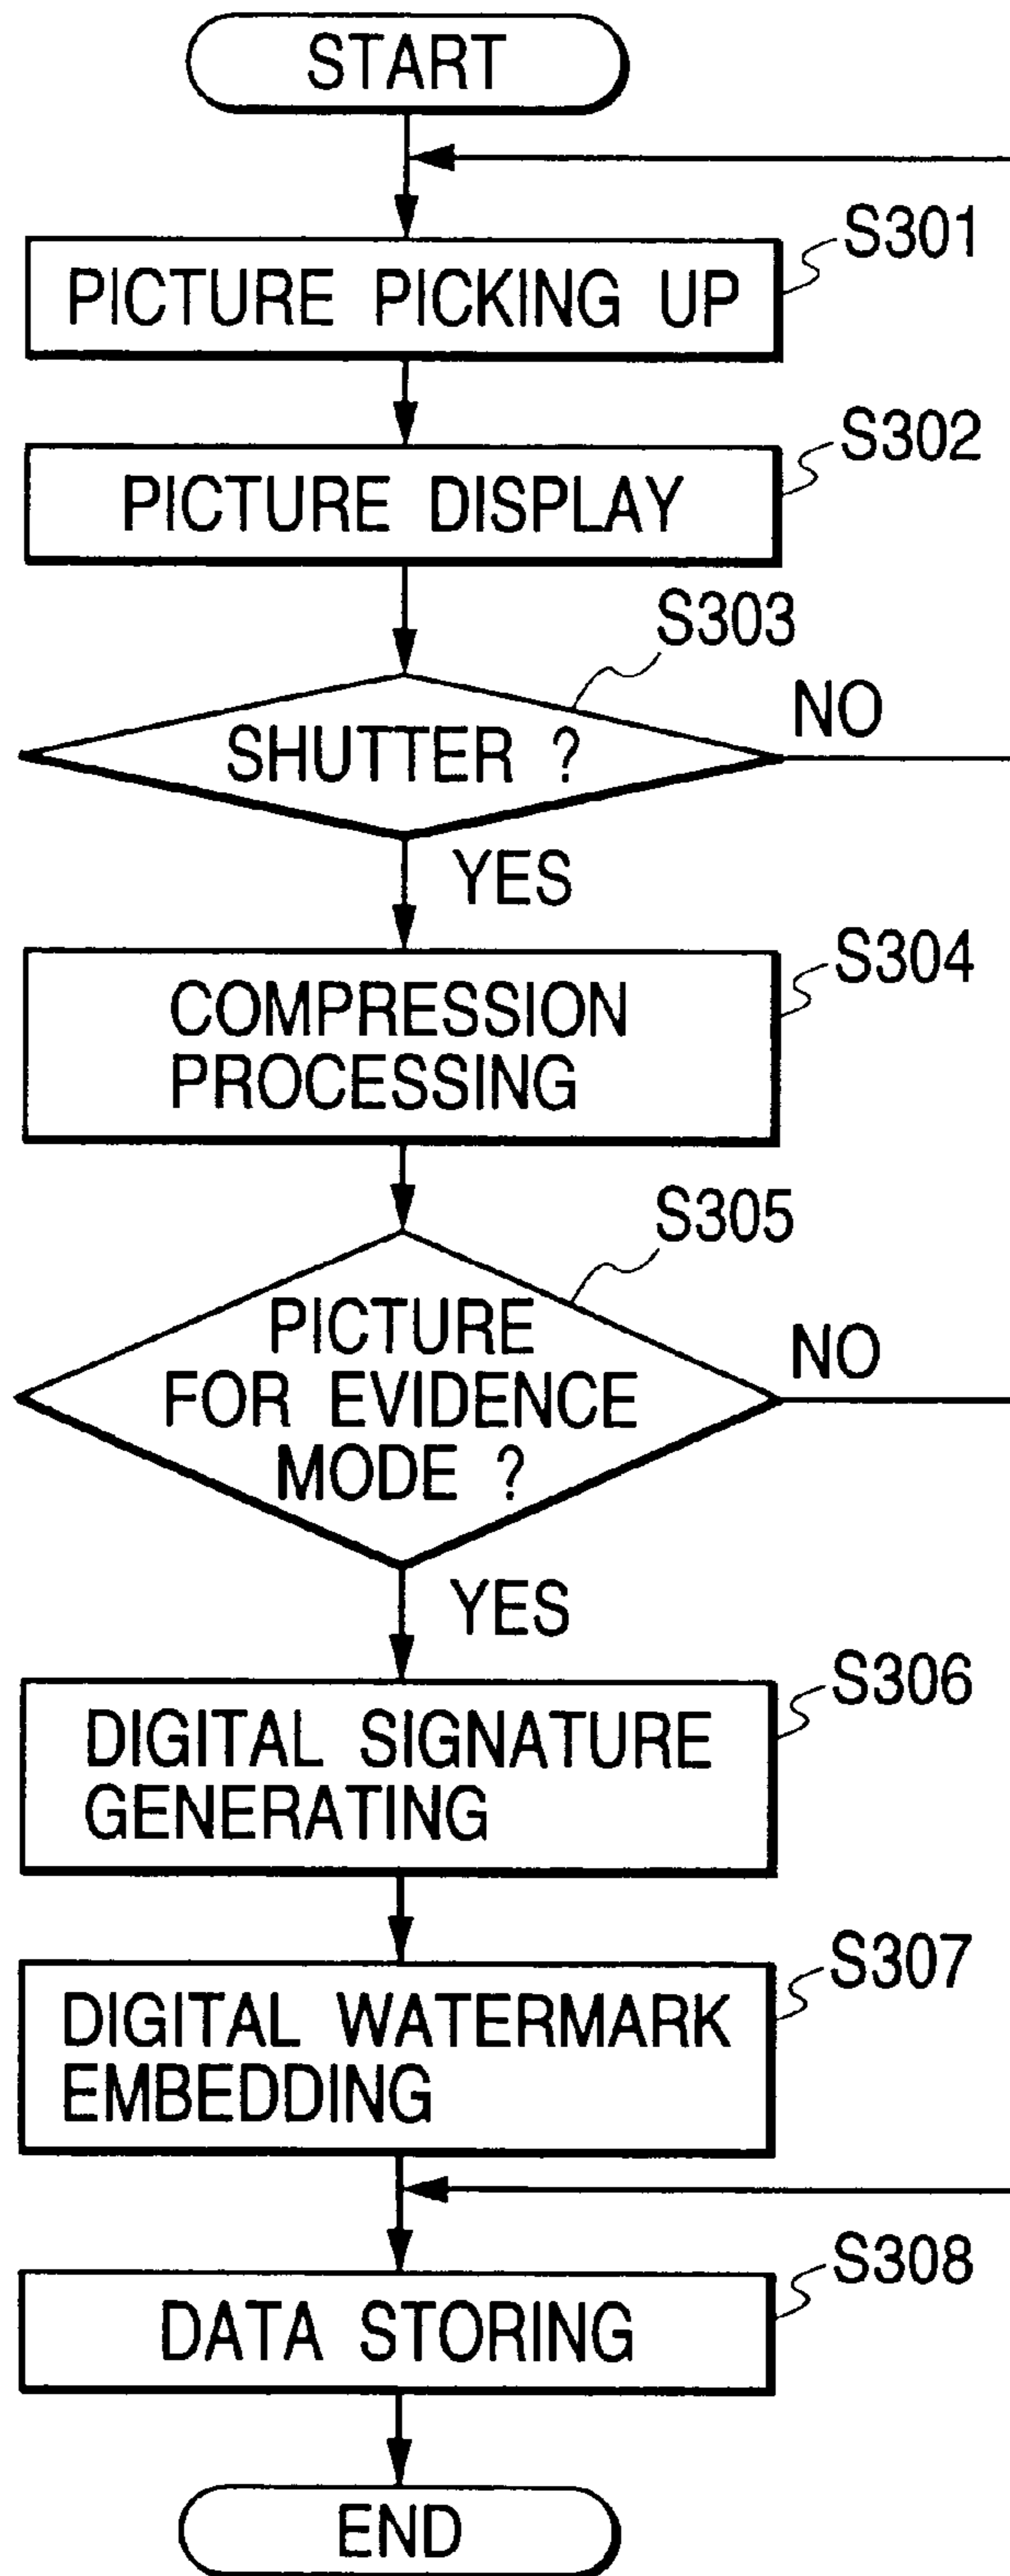 START
S301
PICTURE PICKING UP
S302
PICTURE DISPLAY
S303
SHUTTER ?
NO
YES
S304
COMPRESSION
PROCESSING
S305
PICTURE
FOR EVIDENCE
MODE ?
NO
YES
S306
DIGITAL SIGNATURE
GENERATING
S307
DIGITAL WATERMARK
EMBEDDING
S308
DATA STORING
END